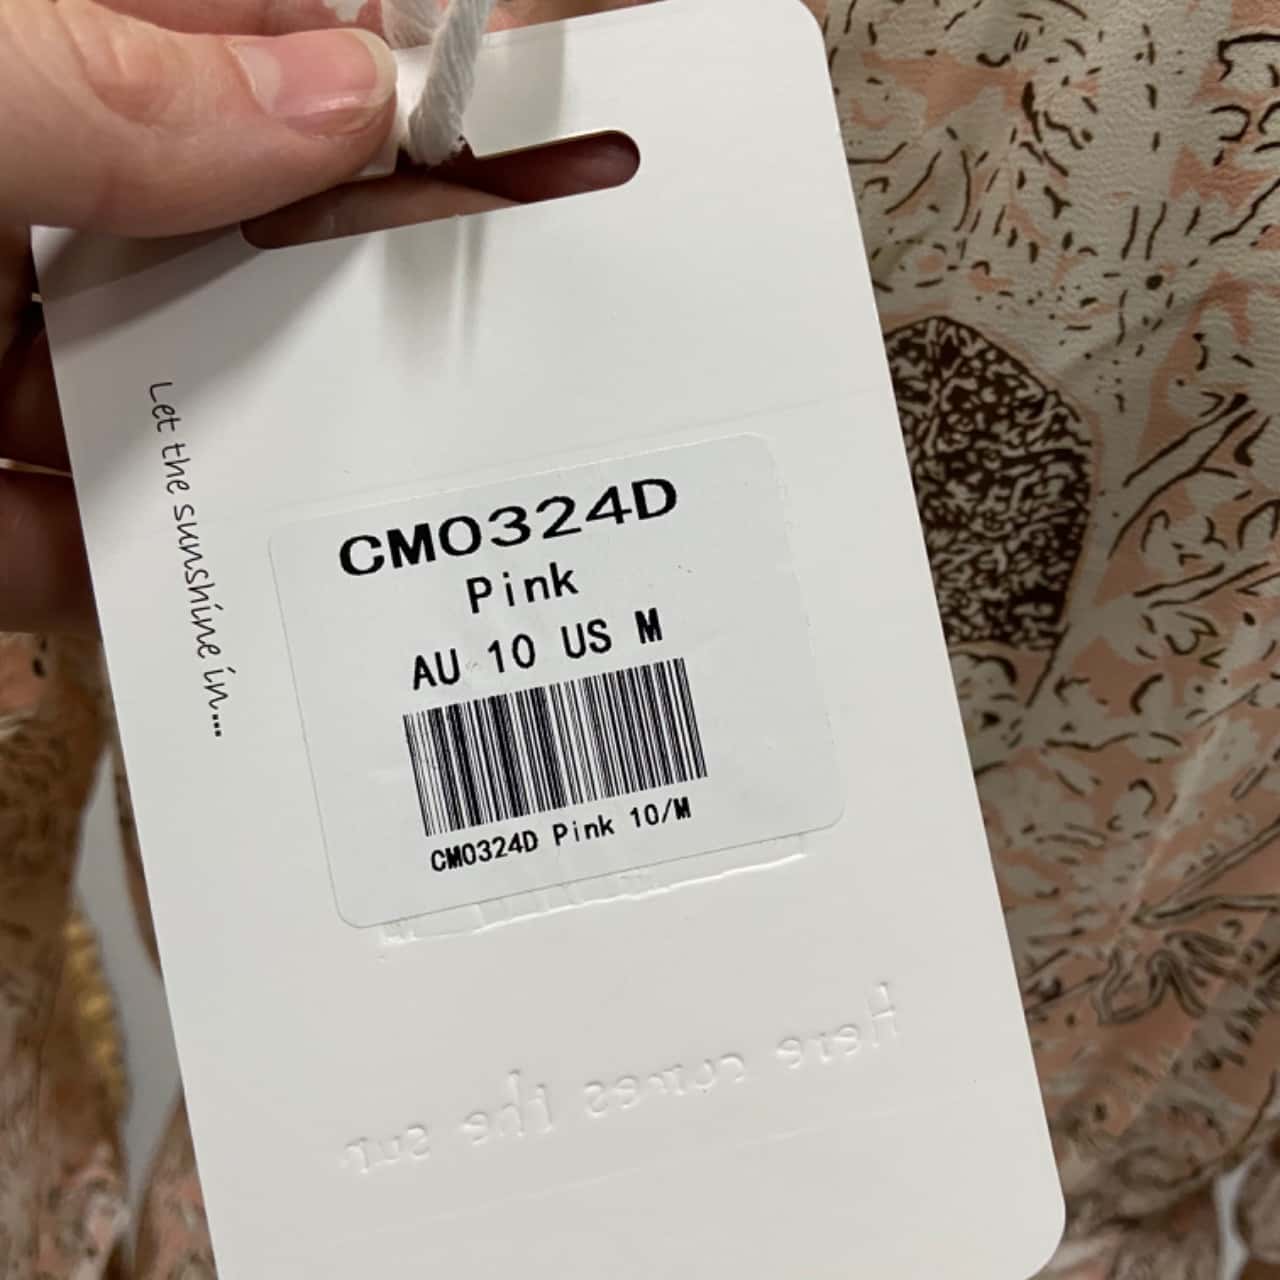 Let the sunshine in...
CM0324D
Pink
AU 10 US M
CM0324D Pink 10/M
Here comes the sun